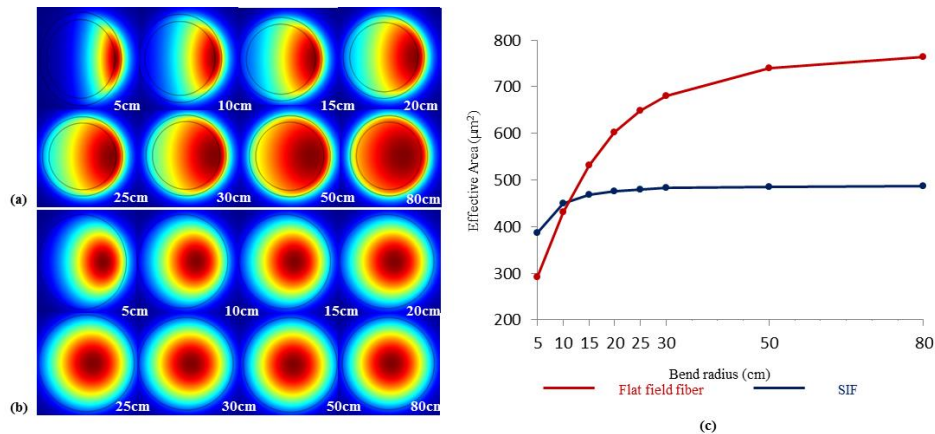 5cm 10cm 15cm 20cm
25cm 30cm 50cm 80cm
(a)
5cm 10cm 15cm 20cm
25cm 30cm 50cm 80cm
(b)
800
700
600
500
400
300
200
Effective Area (µm²)
5 10 15 20 25 30 50 80
Bend radius (cm)
Flat field fiber SIF
(c)